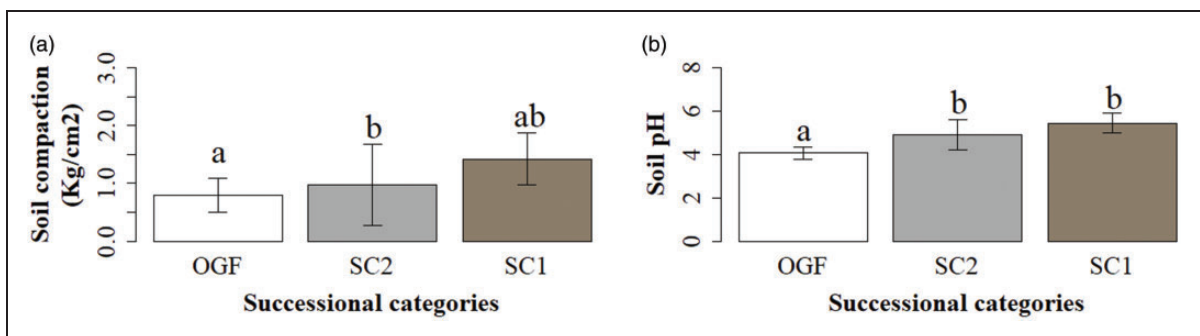 (a)
Soil compaction
(Kg/cm2)
3.0
2.0
1.0
0.0
a
b
ab
OGF SC2 SC1
Successional categories
(b)
Soil pH
8
6
4
2
0
a
b
b
OGF SC2 SC1
Successional categories